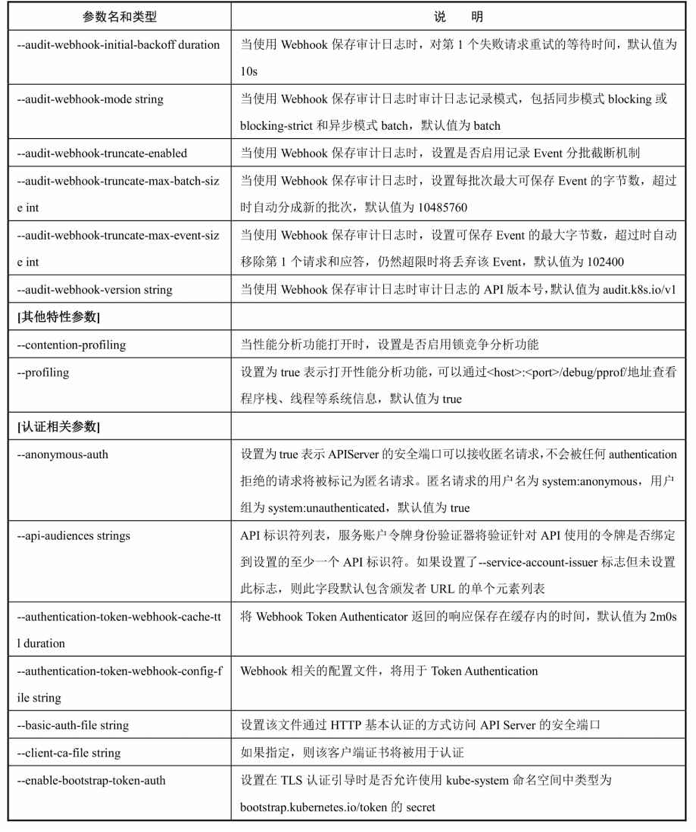 参数名和类型 说 明
--audit-webhook-initial-backoff duration
当使用 Webhook 保存审计日志时，对第 1 个失败请求重试的等待时间，默认值为
10s
--audit-webhook-mode string
当使用 Webhook 保存审计日志时审计日志记录模式，包括同步模式 blocking 或
blocking-strict 和异步模式 batch，默认值为 batch
--audit-webhook-truncate-enabled
当使用 Webhook 保存审计日志时，设置是否启用记录 Event 分批截断机制
--audit-webhook-truncate-max-batch-siz
e int
当使用 Webhook 保存审计日志时，设置每批次最大可保存 Event 的字节数，超过
时自动分成新的批次，默认值为 10485760
--audit-webhook-truncate-max-event-siz
e int
当使用 Webhook 保存审计日志时，设置可保存 Event 的最大字节数，超过时自动
移除第 1 个请求和应答，仍然超限时将丢弃该 Event，默认值为 102400
--audit-webhook-version string
当使用 Webhook 保存审计日志时审计日志的 API 版本号，默认值为 audit.k8s.io/v1
[其他特性参数]
--contention-profiling
当性能分析功能打开时，设置是否启用锁竞争分析功能
--profiling
设置为 true 表示打开性能分析功能，可以通过<host>:<port>/debug/pprof/地址查看
程序栈、线程等系统信息，默认值为 true
[认证相关参数]
--anonymous-auth
设置为 true 表示 APIServer 的安全端口可以接收匿名请求，不会被任何 authentication
拒绝的请求将被标记为匿名请求。匿名请求的用户名为 system:anonymous，用户
组为 system:unauthenticated，默认值为 true
--api-audiences strings
API 标识符列表，服务账户令牌身份验证器将验证针对 API 使用的令牌是否绑定
到设置的至少一个 API 标识符。如果设置了--service-account-issuer 标志但未设置
此标志，则此字段默认包含颁发者 URL 的单个元素列表
--authentication-token-webhook-cache-tt
l duration
将 Webhook Token Authenticator 返回的响应保存在缓存内的时间，默认值为 2m0s
--authentication-token-webhook-config-f
ile string
Webhook 相关的配置文件，将用于 Token Authentication
--basic-auth-file string
设置该文件通过 HTTP 基本认证的方式访问 API Server 的安全端口
--client-ca-file string
如果指定，则该客户端证书将被用于认证
--enable-bootstrap-token-auth
设置在 TLS 认证引导时是否允许使用 kube-system 命名空间中类型为
bootstrap.kubernetes.io/token 的 secret